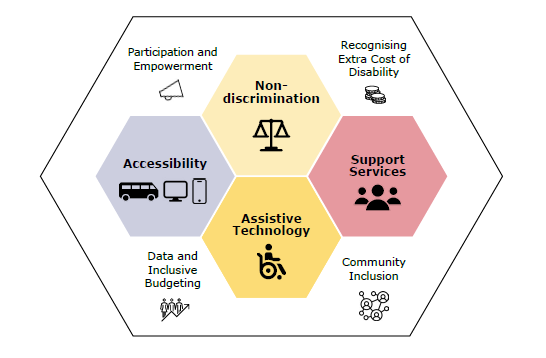 Participation and
Empowerment
Recognising
Extra Cost of
Disability
Non-
discrimination
Accessibility
Support
Services
Assistive
Technology
Data and
Inclusive
Budgeting
Community
Inclusion